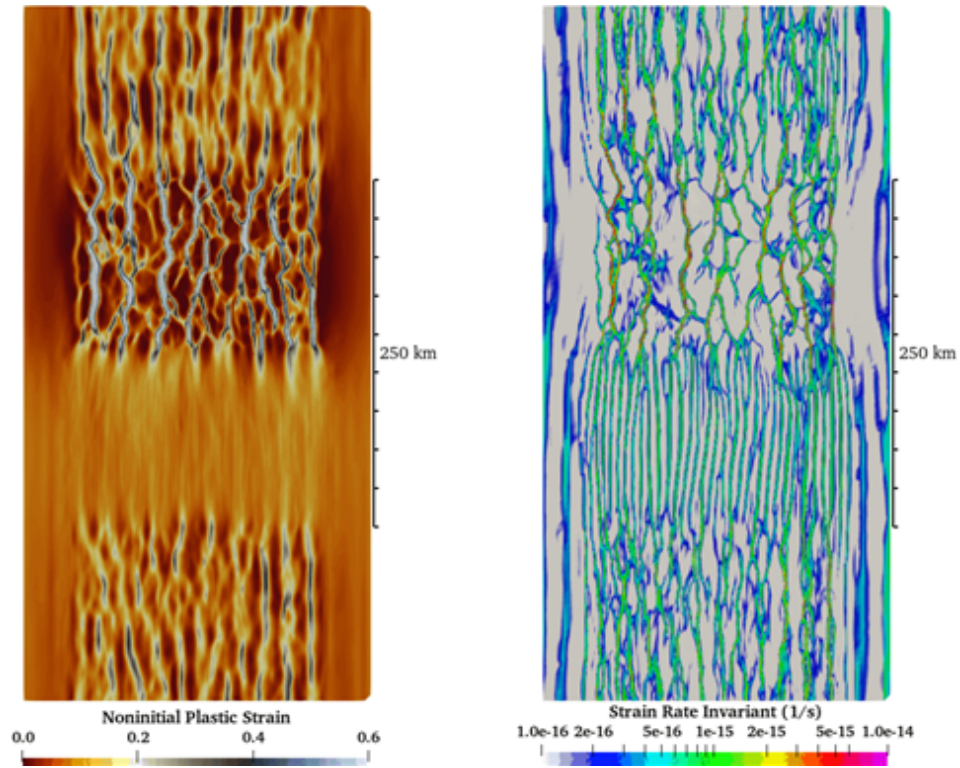 250 km
250 km
Noninitial Plastic Strain
0.0 0.2 0.4 0.6
Strain Rate Invariant (1/s)
1.0e-16 2e-16 5e-16 1e-15 2e-15 5e-15 1.0e-14